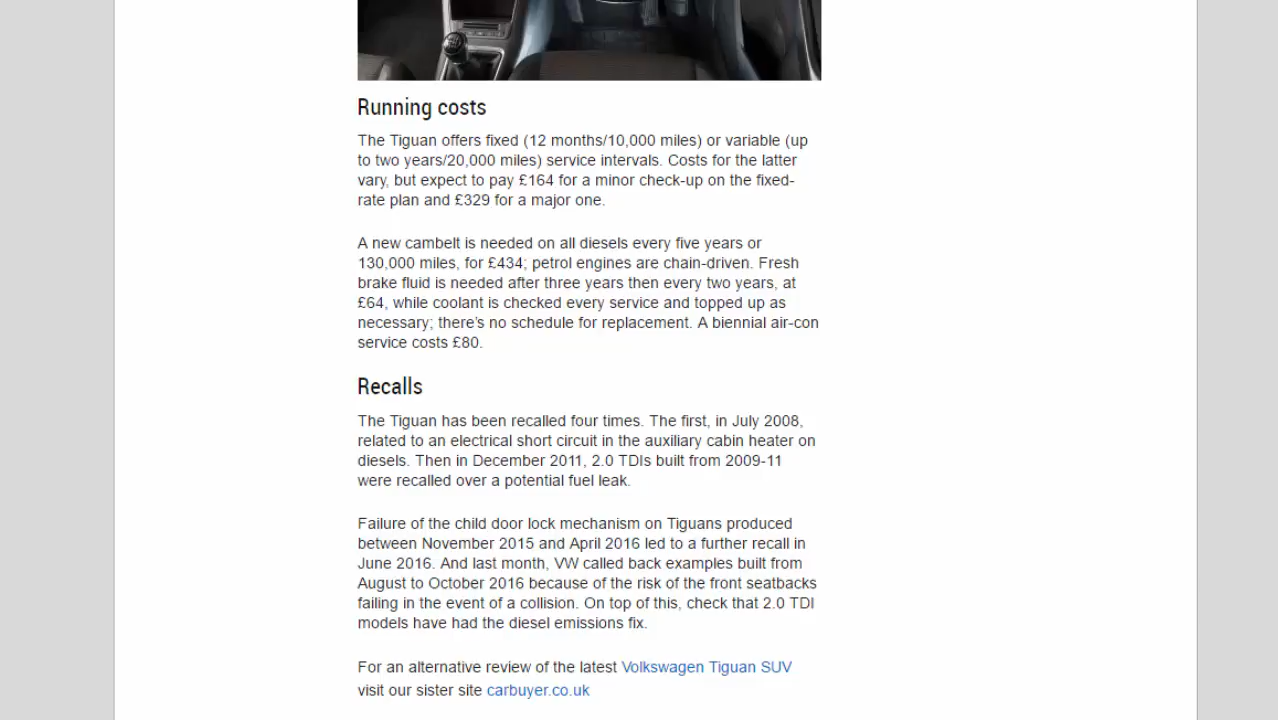 Running costs
The Tiguan offers fixed (12 months/10,000 miles) or variable (up
to two years/20,000 miles) service intervals. Costs for the latter
vary, but expect to pay £164 for a minor check-up on the fixed-
rate plan and £329 for a major one.
A new cambelt is needed on all diesels every five years or
130,000 miles, for £434; petrol engines are chain-driven. Fresh
brake fluid is needed after three years then every two years, at
£64, while coolant is checked every service and topped up as
necessary; there’s no schedule for replacement. A biennial air-con
service costs £80.
Recalls
The Tiguan has been recalled four times. The first, in July 2008,
related to an electrical short circuit in the auxiliary cabin heater on
diesels. Then in December 2011, 2.0 TDIs built from 2009-11
were recalled over a potential fuel leak.
Failure of the child door lock mechanism on Tiguans produced
between November 2015 and April 2016 led to a further recall in
June 2016. And last month, VW called back examples built from
August to October 2016 because of the risk of the front seatbacks
failing in the event of a collision. On top of this, check that 2.0 TDI
models have had the diesel emissions fix.
For an alternative review of the latest Volkswagen Tiguan SUV
visit our sister site carbuyer.co.uk